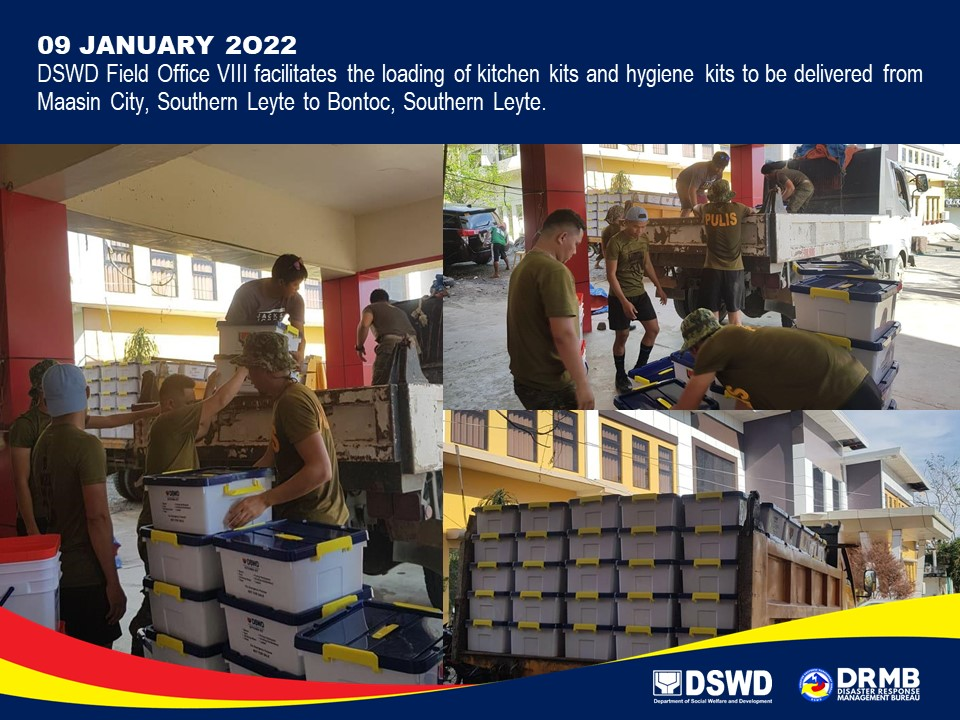 09 JANUARY 2022
DSWD Field Office VIII facilitates the loading of kitchen kits and hygiene kits to be delivered from
Maasin City, Southern Leyte to Bontoc, Southern Leyte.
PULIS
DSWD
DSWD
DSWD
DSWD
Department of Social Welfare and Development
DRMB
DISASTER RESPONSE
MANAGEMENT BUREAU